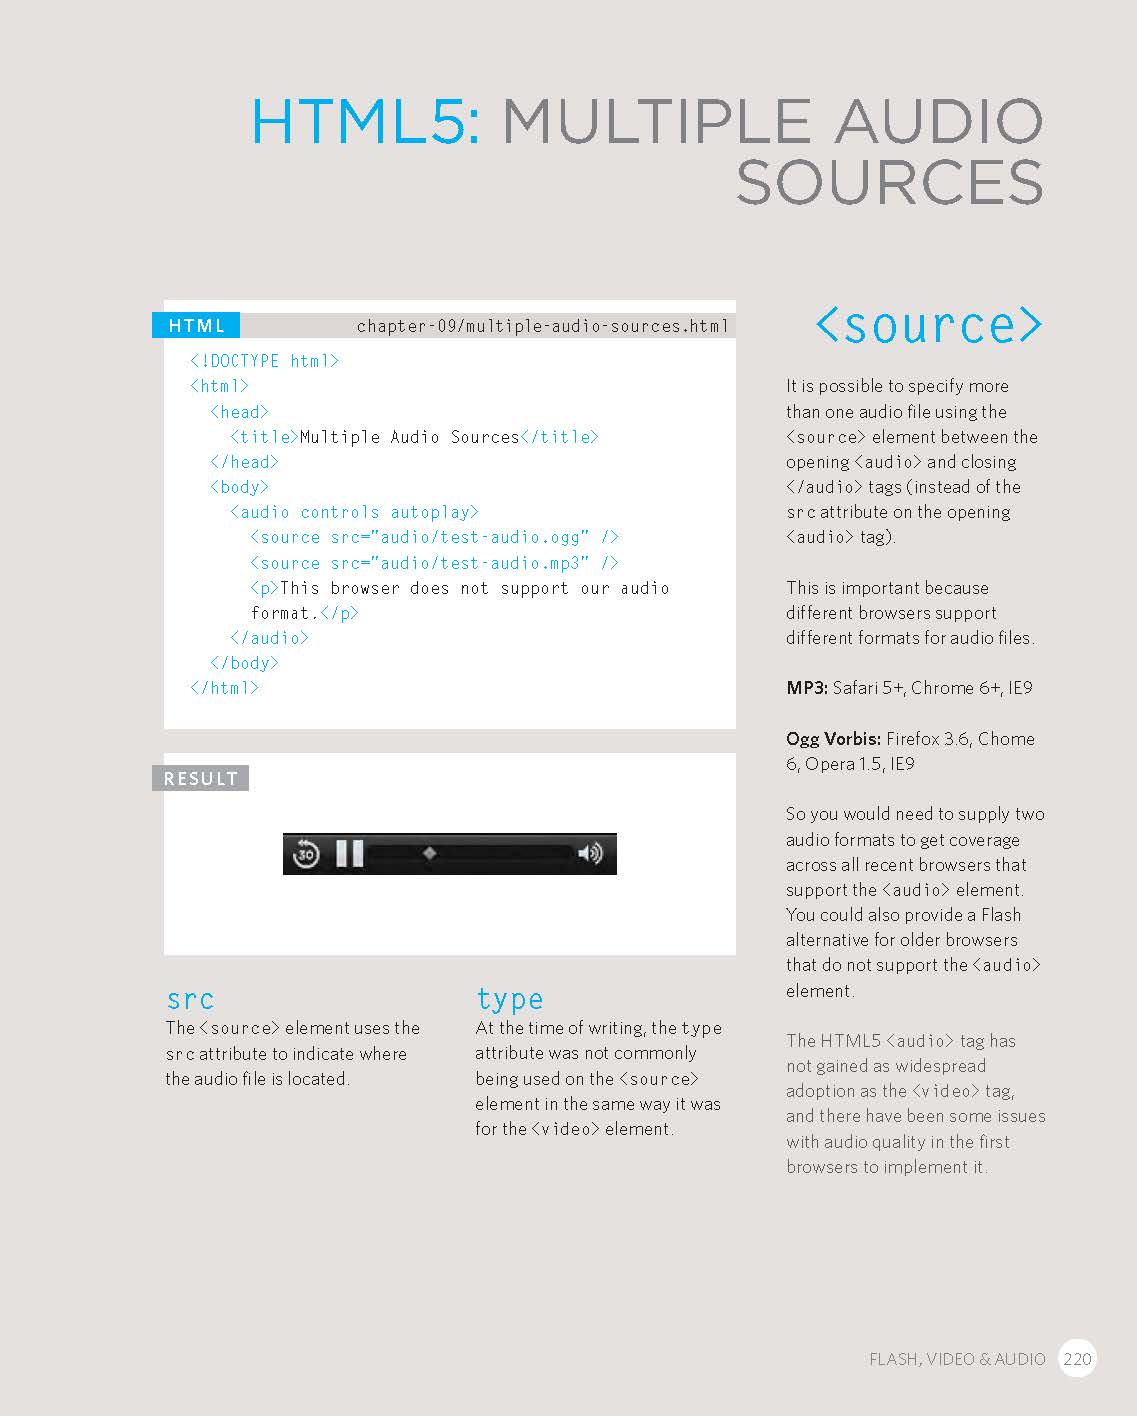 HTML5: MULTIPLE AUDIO
SOURCES
HTML
chapter-09/multiple-audio-sources.html
<!DOCTYPE html>
<html>
<head>
<title>Multiple Audio Sources</title>
</head>
<body>
<audio controls autoplay>
<source src="audio/test-audio.ogg" />
<source src="audio/test-audio.mp3" />
<p>This browser does not support our audio
format.</p>
</audio>
</body>
</html>
RESULT
30
src
The <source> element uses the
src attribute to indicate where
the audio file is located.
type
At the time of writing, the type
attribute was not commonly
being used on the <source>
element in the same way it was
for the <video> element.
<source>
It is possible to specify more
than one audio file using the
<source> element between the
opening <audio> and closing
</audio> tags (instead of the
src attribute on the opening
<audio> tag).
This is important because
different browsers support
different formats for audio files.
MP3: Safari 5+, Chrome 6+, IE9
Ogg Vorbis: Firefox 3.6, Chome
6, Opera 1.5, IE9
So you would need to supply two
audio formats to get coverage
across all recent browsers that
support the <audio> element.
You could also provide a Flash
alternative for older browsers
that do not support the <audio>
element.
The HTML5 <audio> tag has
not gained as widespread
adoption as the <video> tag,
and there have been some issues
with audio quality in the first
browsers to implement it.
FLASH, VIDEO & AUDIO 220